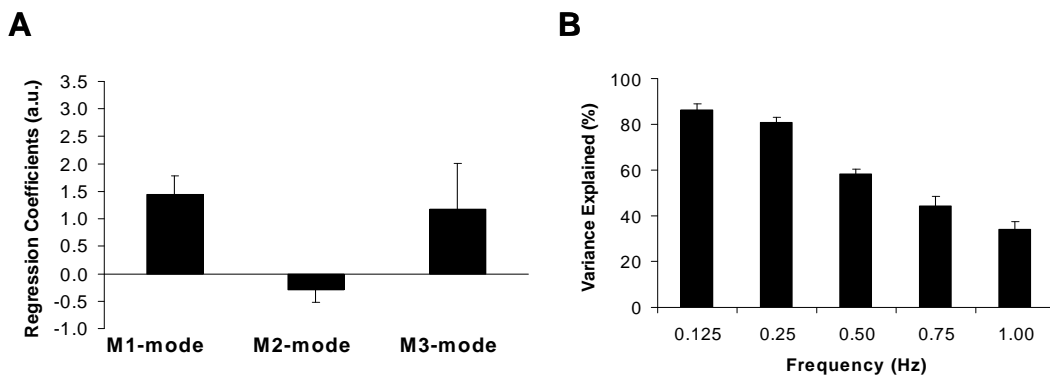 A
Regression Coefficients (a.u.)
3.5
3.0
2.5
2.0
1.5
1.0
0.5
0.0
-0.5
-1.0
M1-mode M2-mode M3-mode
B
Variance Explained (%)
100
80
60
40
20
0
0.125 0.25 0.50 0.75 1.00
Frequency (Hz)